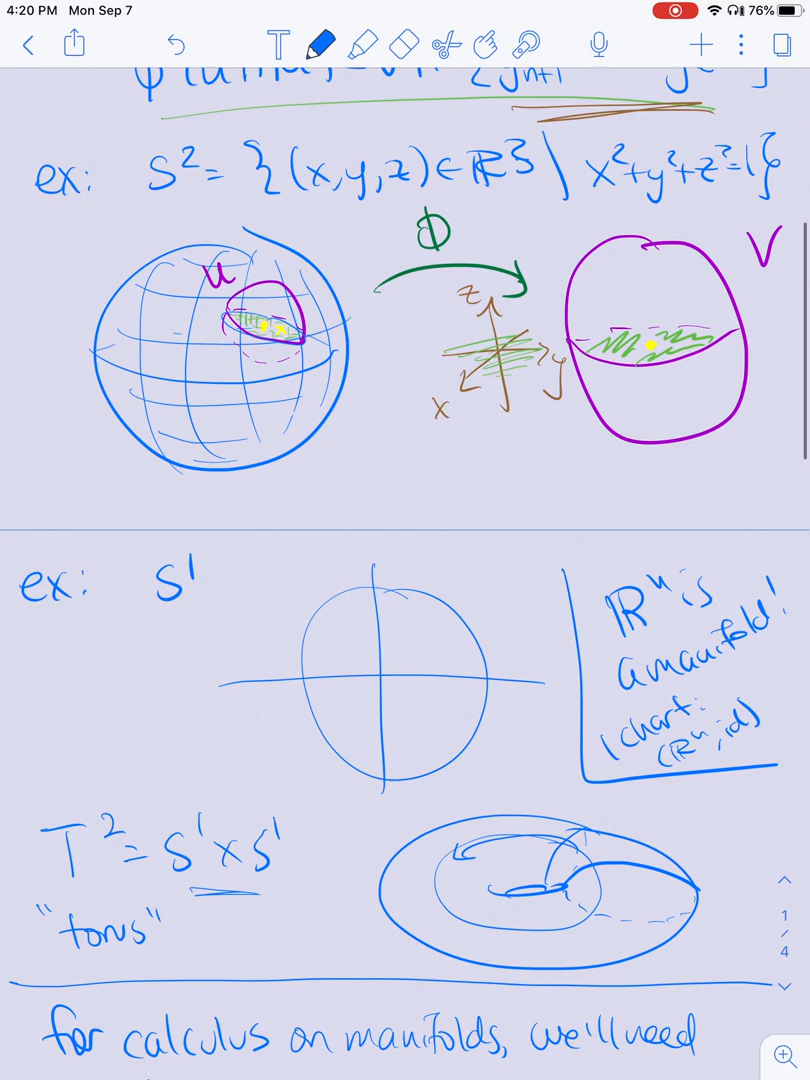 4:20 PM Mon Sep 7
76%
T
ex: S² = {(x,y,z) ∈ ℝ³ | x²+y²+z²=1}
U
Φ
V
z
y
x
ex: S¹
ℝⁿ is
a manifold!
1 chart:
(ℝⁿ, id)
T² = S¹ x S¹
"torus"
1
/
4
for calculus on manifolds, we'll need